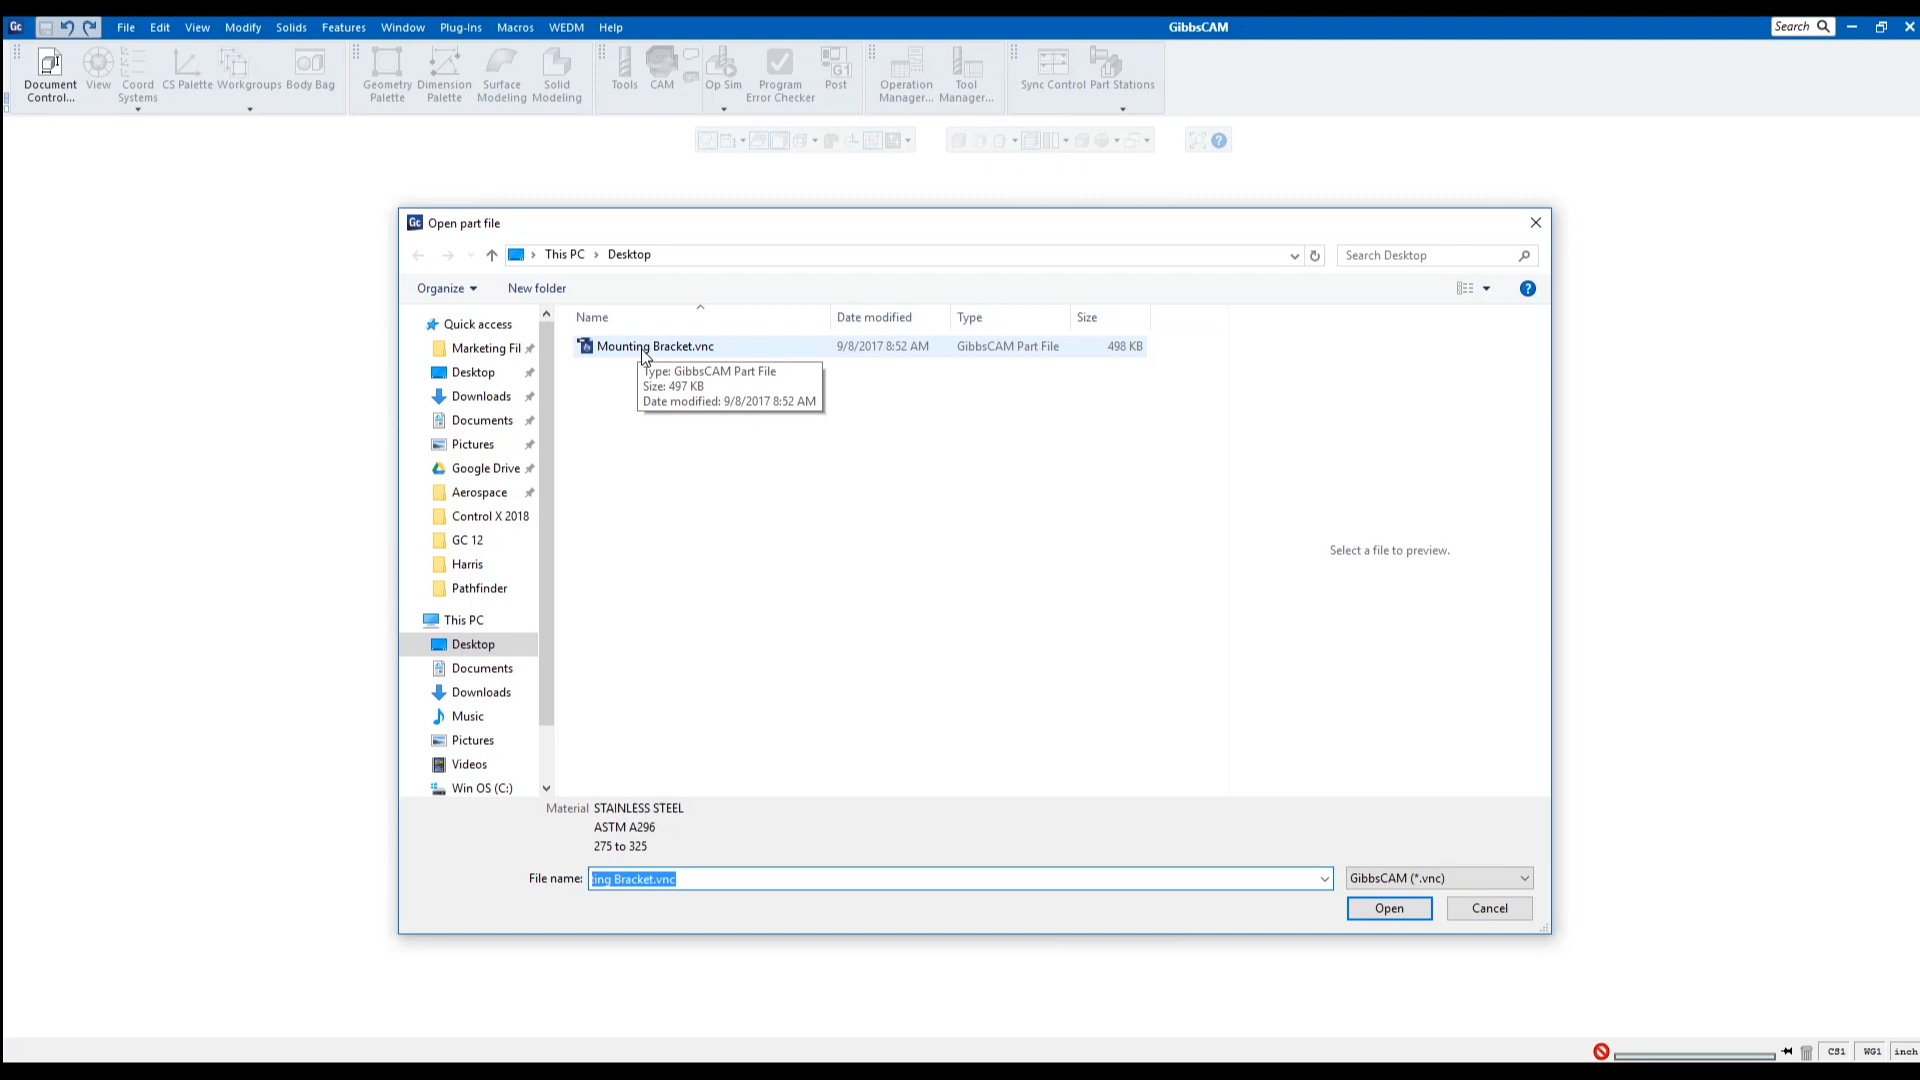 Gc File Edit View Modify Solids Features Window Plug-Ins Macros WEDM Help GibbsCAM Search
Document Control...
View
Coord Systems
CS Palette
Workgroups
Body Bag
Geometry Palette
Dimension Palette
Surface Modeling
Solid Modeling
Tools
CAM
Op Sim
Program Error Checker
Post
Operation Manager...
Tool Manager...
Sync Control
Part Stations
Gc Open part file
This PC > Desktop
Search Desktop
Organize New folder
Name Date modified Type Size
Mounting Bracket.vnc 9/8/2017 8:52 AM GibbsCAM Part File 498 KB
Type: GibbsCAM Part File
Size: 497 KB
Date modified: 9/8/2017 8:52 AM
Quick access
Marketing Fil
Desktop
Downloads
Documents
Pictures
Google Drive
Aerospace
Control X 2018
GC 12
Harris
Pathfinder
This PC
Desktop
Documents
Downloads
Music
Pictures
Videos
Win OS (C:)
Select a file to preview.
Material STAINLESS STEEL
ASTM A296
275 to 325
File name: ing Bracket.vnc GibbsCAM (*.vnc)
Open Cancel
CS1 WG1 inch